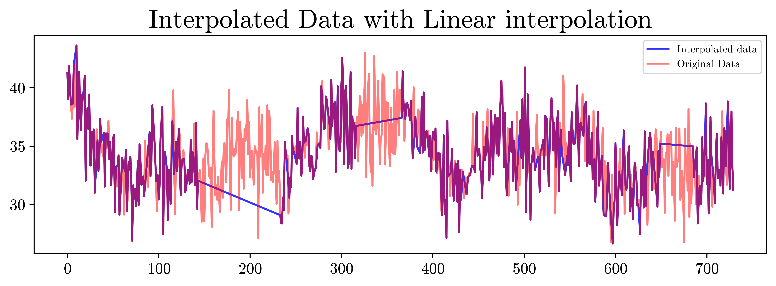 Interpolated Data with Linear interpolation
Interpolated data
Original Data
40
35
30
0 100 200 300 400 500 600 700